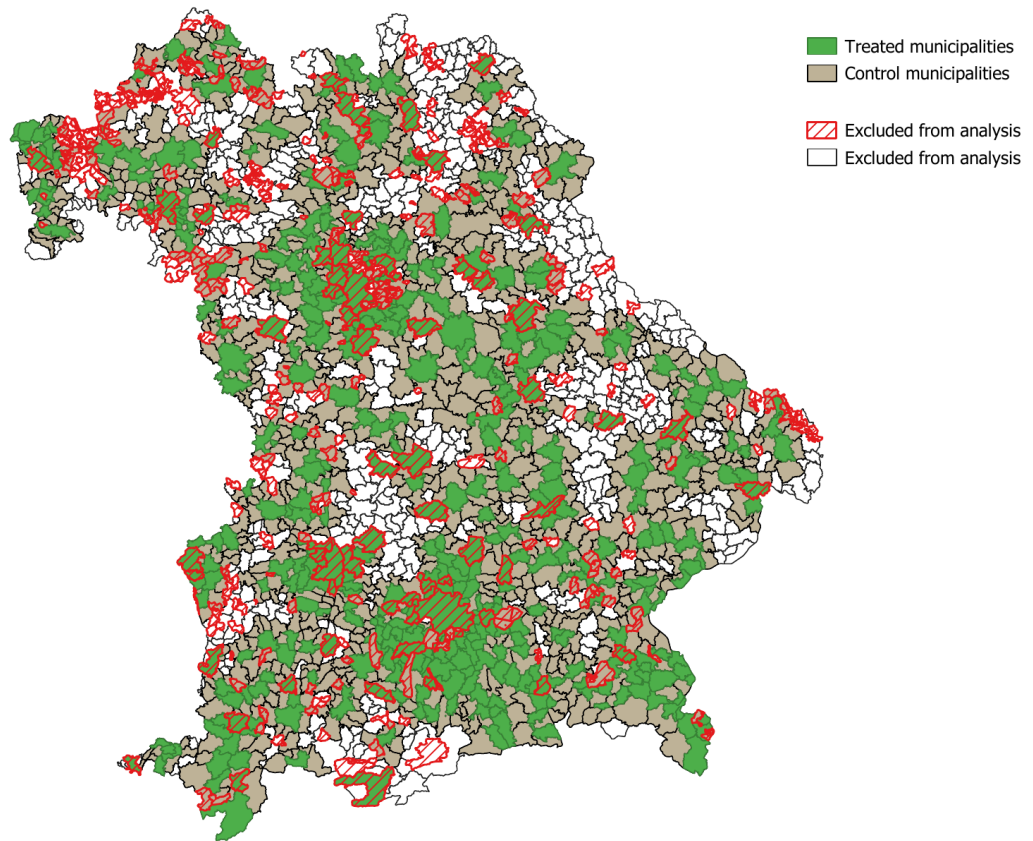 Treated municipalities
Control municipalities
Excluded from analysis
Excluded from analysis